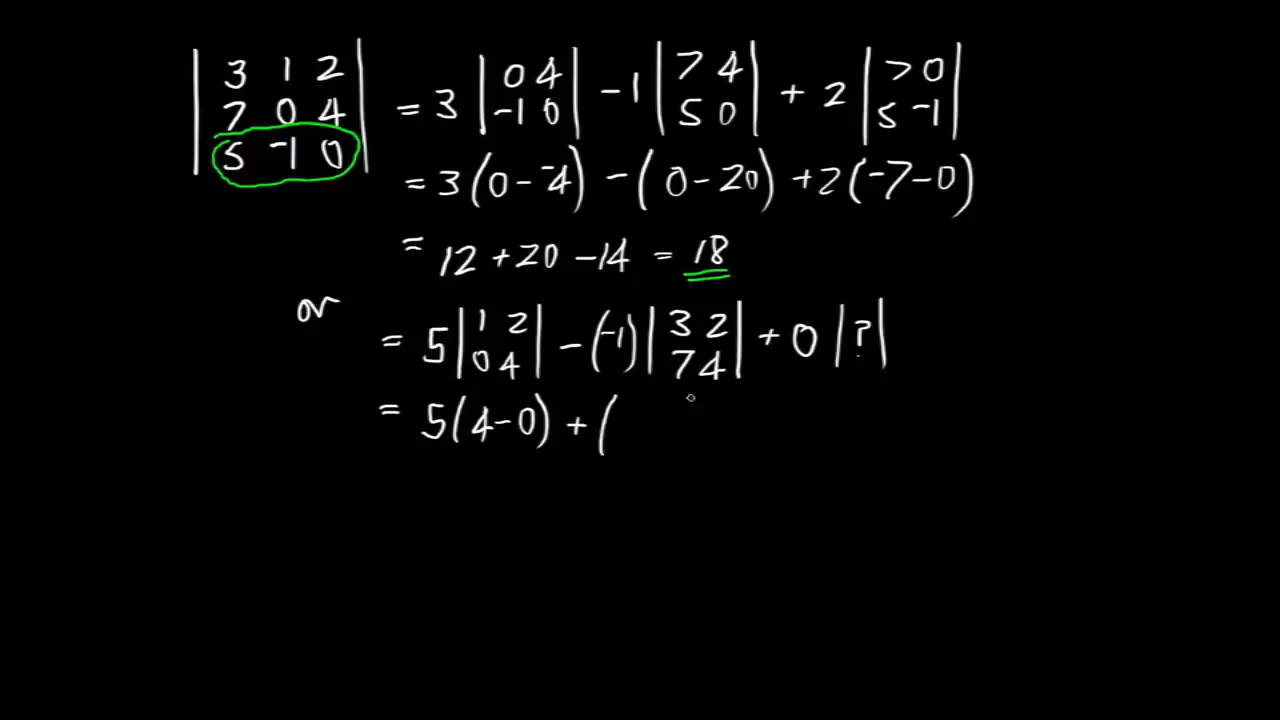 |3 1 2; 7 0 4; 5 -1 0| = 3 |0 4; -1 0| - 1 |7 4; 5 0| + 2 |7 0; 5 -1|
= 3(0 - -4) - (0 - 20) + 2(-7 - 0)
= 12 + 20 - 14 = 18
or
= 5 |1 2; 0 4| - (-1) |3 2; 7 4| + 0 |?|
= 5(4 - 0) + (